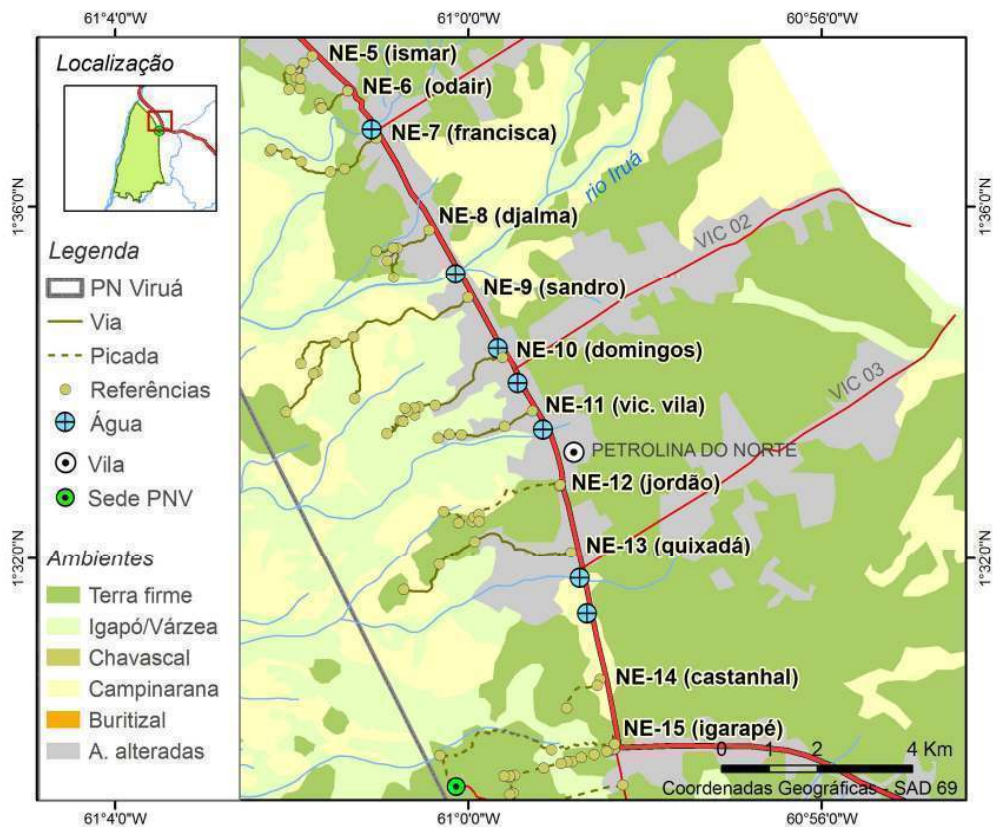 61°4'0"W
61°0'0"W
60°56'0"W
Localização
Legenda
PN Viruá
Via
Picada
Referências
Água
Vila
Sede PNV
Ambientes
Terra firme
Igapó/Várzea
Chavascal
Campinarana
Buritizal
A. alteradas
1°36'0"N
1°32'0"N
NE-5 (ismar)
NE-6 (odair)
NE-7 (francisca)
rio Iruá
NE-8 (djalma)
VIC 02
NE-9 (sandro)
NE-10 (domingos)
VIC 03
NE-11 (vic. vila)
PETROLINA DO NORTE
NE-12 (jordão)
NE-13 (quixadá)
NE-14 (castanhal)
NE-15 (igarapé)
0 1 2 4 Km
Coordenadas Geográficas - SAD 69
1°36'0"N
1°32'0"N
61°4'0"W
61°0'0"W
60°56'0"W